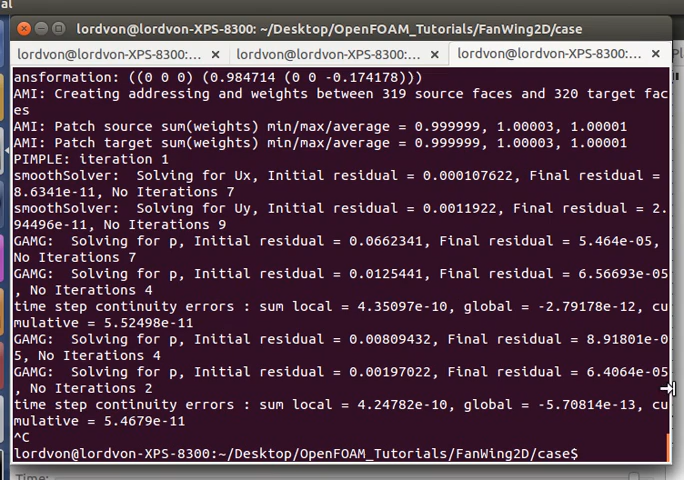 al
lordvon@lordvon-XPS-8300: ~/Desktop/OpenFOAM_Tutorials/FanWing2D/case
lordvon@lordvon-XPS-8300:... × lordvon@lordvon-XPS-8300:... × lordvon@lordvon-XPS-8300:... ×
ansformation: ((0 0 0) (0.984714 (0 0 -0.174178)))
AMI: Creating addressing and weights between 319 source faces and 320 target fac
es
AMI: Patch source sum(weights) min/max/average = 0.999999, 1.00003, 1.00001
AMI: Patch target sum(weights) min/max/average = 0.999999, 1.00003, 1.00001
PIMPLE: iteration 1
smoothSolver:  Solving for Ux, Initial residual = 0.000107622, Final residual =
8.6341e-11, No Iterations 7
smoothSolver:  Solving for Uy, Initial residual = 0.0011922, Final residual = 2.
94496e-11, No Iterations 9
GAMG:  Solving for p, Initial residual = 0.0662341, Final residual = 5.464e-05,
No Iterations 7
GAMG:  Solving for p, Initial residual = 0.0125441, Final residual = 6.56693e-05
, No Iterations 4
time step continuity errors : sum local = 4.35097e-10, global = -2.79178e-12, cu
mulative = 5.52498e-11
GAMG:  Solving for p, Initial residual = 0.00809432, Final residual = 8.91801e-0
5, No Iterations 4
GAMG:  Solving for p, Initial residual = 0.00197022, Final residual = 6.4064e-05
, No Iterations 2
time step continuity errors : sum local = 4.24782e-10, global = -5.70814e-13, cu
mulative = 5.4679e-11
^C
lordvon@lordvon-XPS-8300:~/Desktop/OpenFOAM_Tutorials/FanWing2D/case$
Time: